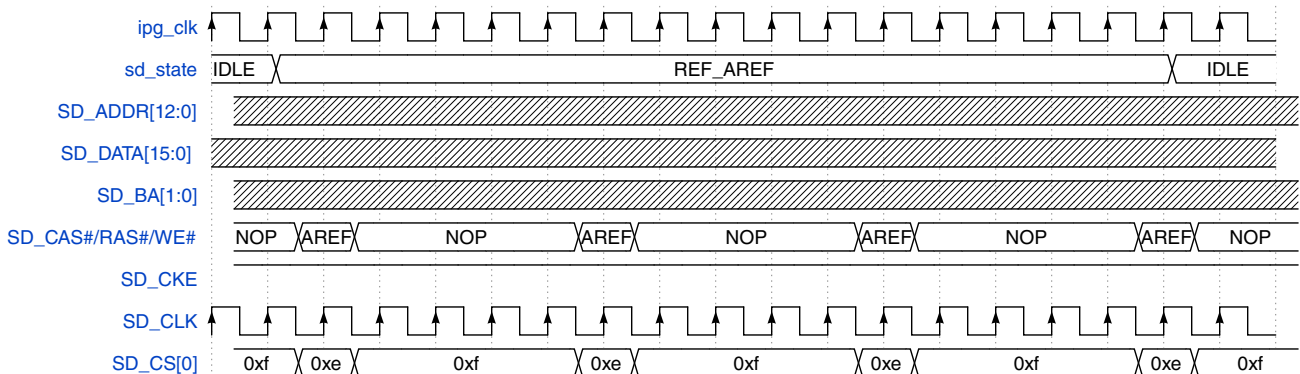 ipg_clk
sd_state IDLE REF_AREF IDLE
SD_ADDR[12:0]
SD_DATA[15:0]
SD_BA[1:0]
SD_CAS#/RAS#/WE# NOP AREF NOP AREF NOP AREF NOP AREF NOP
SD_CKE
SD_CLK
SD_CS[0] 0xf 0xe 0xf 0xe 0xf 0xe 0xf 0xe 0xf